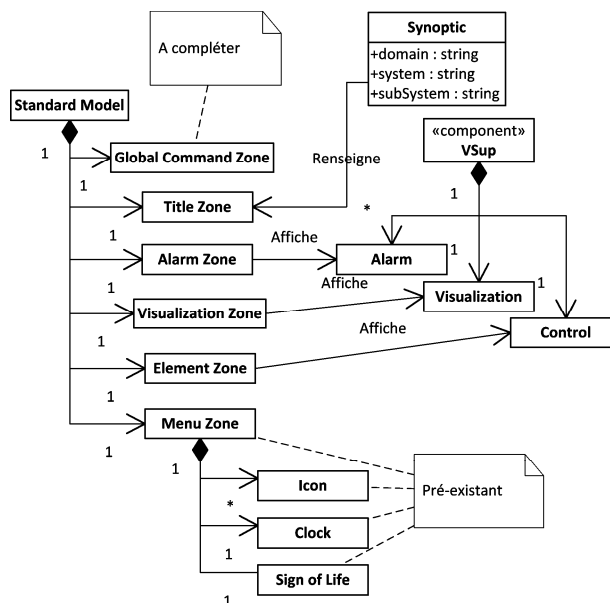 A compléter
Synoptic
+domain : string
+system : string
+subSystem : string
Standard Model
«component»
VSup
1
Global Command Zone
Renseigne
1
Title Zone
*
1
1
Affiche
Alarm Zone
Alarm
1
Affiche
1
Visualization
1
Visualization Zone
Affiche
Control
1
Element Zone
1
Menu Zone
1
1
Icon
Pré-existant
*
Clock
1
Sign of Life
1